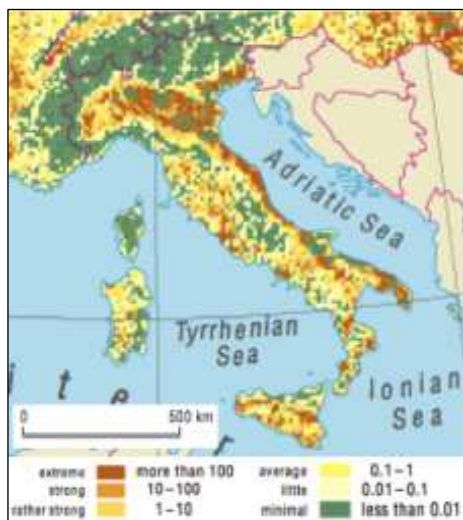 Adriatic Sea
Tyrrhenian
Sea
Ionian
Sea
i t e r
0 500 km
extreme more than 100 average 0.1–1
strong 10–100 little 0.01–0.1
rather strong 1–10 minimal less than 0.01